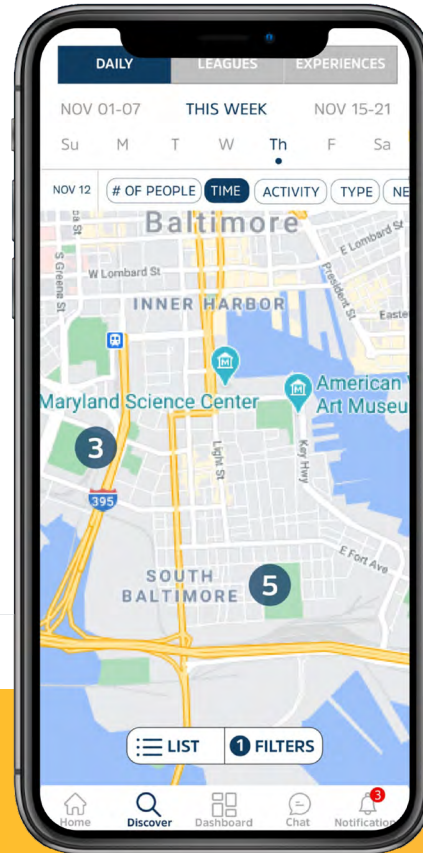 DAILY LEAGUES EXPERIENCES
NOV 01-07 THIS WEEK NOV 15-21
Su M T W Th F Sa
NOV 12 # OF PEOPLE TIME ACTIVITY TYPE NE
Baltimore
E Lombard St
S Greene St
W Lombard St
President St
INNER HARBOR
Easte
M
M
Maryland Science Center
American V
Art Museu
3
Light St
Key Hwy
395
E Fort Ave
SOUTH
BALTIMORE
5
LIST 1 FILTERS
3
Home Discover Dashboard Chat Notification